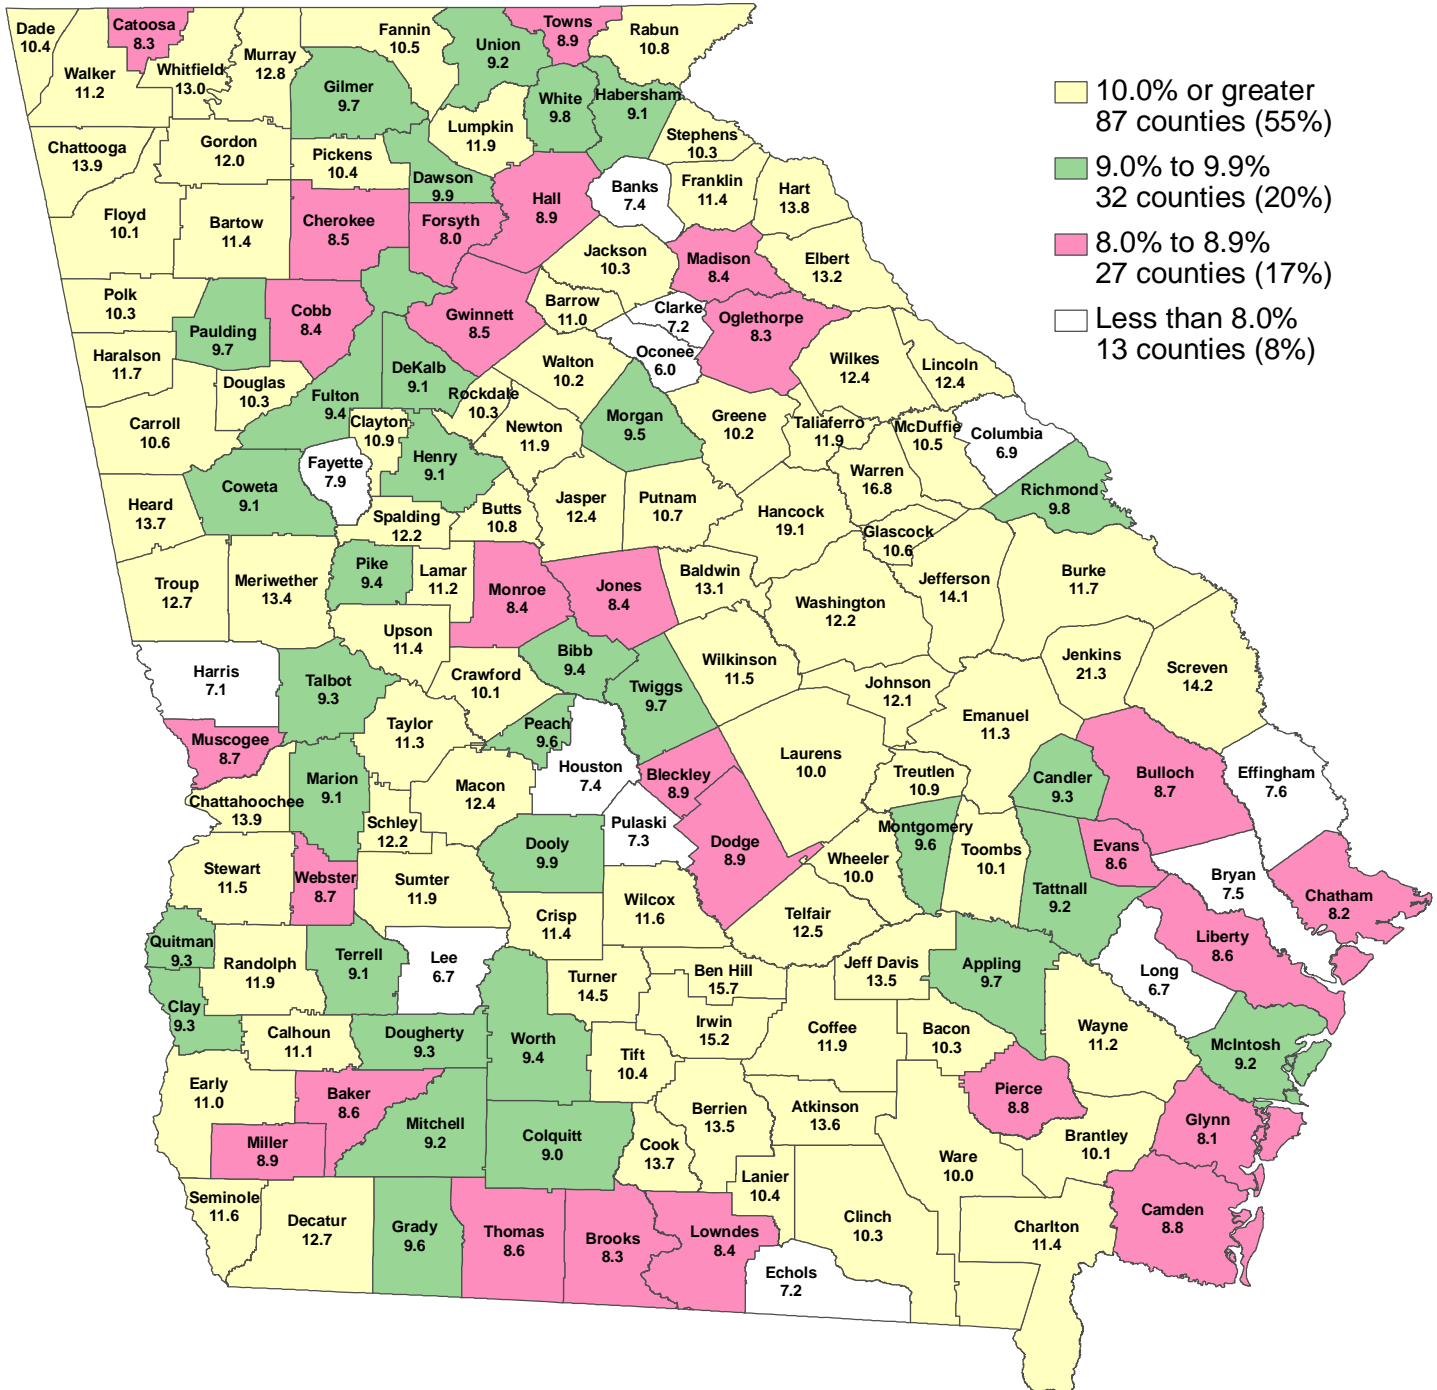 10.0% or greater
87 counties (55%)
9.0% to 9.9%
32 counties (20%)
8.0% to 8.9%
27 counties (17%)
Less than 8.0%
13 counties (8%)
Dade
10.4
Catoosa
8.3
Walker
11.2
Whitfield
13.0
Murray
12.8
Fannin
10.5
Gilmer
9.7
Union
9.2
Towns
8.9
Rabun
10.8
White
9.8
Habersham
9.1
Lumpkin
11.9
Stephens
10.3
Chattooga
13.9
Gordon
12.0
Pickens
10.4
Dawson
9.9
Hall
8.9
Banks
7.4
Franklin
11.4
Hart
13.8
Floyd
10.1
Bartow
11.4
Cherokee
8.5
Forsyth
8.0
Jackson
10.3
Madison
8.4
Elbert
13.2
Polk
10.3
Paulding
9.7
Cobb
8.4
Gwinnett
8.5
Barrow
11.0
Clarke
7.2
Oglethorpe
8.3
Oconee
6.0
Haralson
11.7
Douglas
10.3
Fulton
9.4
DeKalb
9.1
Rockdale
10.3
Walton
10.2
Wilkes
12.4
Lincoln
12.4
Carroll
10.6
Clayton
10.9
Henry
9.1
Newton
11.9
Morgan
9.5
Greene
10.2
Taliaferro
11.9
McDuffie
10.5
Columbia
6.9
Fayette
7.9
Coweta
9.1
Heard
13.7
Spalding
12.2
Butts
10.8
Jasper
12.4
Putnam
10.7
Hancock
19.1
Warren
16.8
Glascock
10.6
Richmond
9.8
Troup
12.7
Meriwether
13.4
Pike
9.4
Lamar
11.2
Monroe
8.4
Jones
8.4
Baldwin
13.1
Washington
12.2
Jefferson
14.1
Burke
11.7
Upson
11.4
Harris
7.1
Talbot
9.3
Crawford
10.1
Bibb
9.4
Twiggs
9.7
Wilkinson
11.5
Johnson
12.1
Jenkins
21.3
Screven
14.2
Emanuel
11.3
Muscogee
8.7
Taylor
11.3
Peach
9.6
Houston
7.4
Bleckley
8.9
Laurens
10.0
Treutlen
10.9
Candler
9.3
Bulloch
8.7
Effingham
7.6
Chattahoochee
13.9
Marion
9.1
Macon
12.4
Schley
12.2
Pulaski
7.3
Dodge
8.9
Dooly
9.9
Montgomery
9.6
Wheeler
10.0
Toombs
10.1
Evans
8.6
Tattnall
9.2
Bryan
7.5
Chatham
8.2
Stewart
11.5
Webster
8.7
Sumter
11.9
Crisp
11.4
Wilcox
11.6
Telfair
12.5
Quitman
9.3
Randolph
11.9
Terrell
9.1
Lee
6.7
Turner
14.5
Ben Hill
15.7
Jeff Davis
13.5
Appling
9.7
Long
6.7
Liberty
8.6
Clay
9.3
Calhoun
11.1
Dougherty
9.3
Worth
9.4
Irwin
15.2
Coffee
11.9
Bacon
10.3
Wayne
11.2
McIntosh
9.2
Tift
10.4
Early
11.0
Baker
8.6
Mitchell
9.2
Colquitt
9.0
Cook
13.7
Berrien
13.5
Atkinson
13.6
Pierce
8.8
Ware
10.0
Brantley
10.1
Glynn
8.1
Miller
8.9
Seminole
11.6
Decatur
12.7
Grady
9.6
Thomas
8.6
Brooks
8.3
Lowndes
8.4
Lanier
10.4
Echols
7.2
Clinch
10.3
Charlton
11.4
Camden
8.8